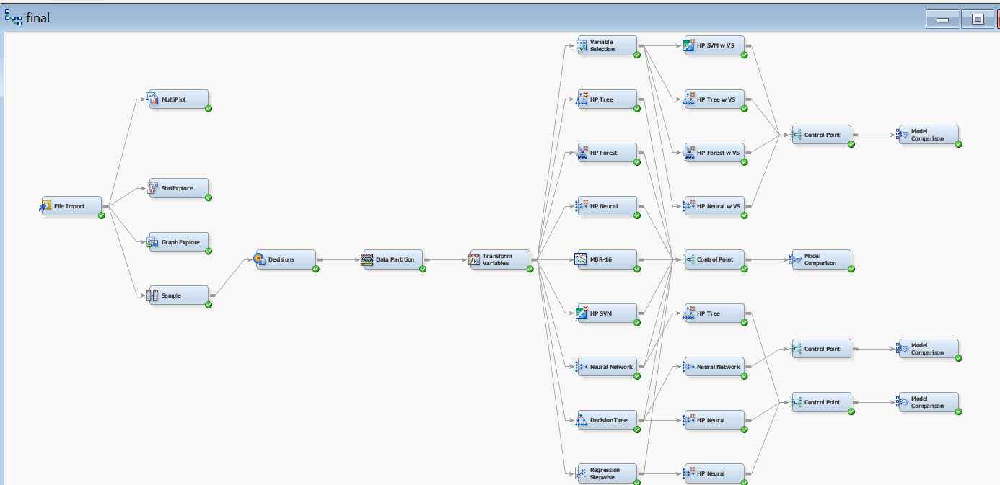 final
Variable
Selection
HP SVM w VS
MultiPlot
HP Tree
HP Tree w VS
Control Point
Model
Comparison
HP Forest
HP Forest w VS
StatExplore
File Import
HP Neural
HP Neural w VS
Graph Explore
Decisions
Data Partition
Transform
Variables
MBR-16
Control Point
Model
Comparison
Sample
HP SVM
HP Tree
Control Point
Model
Comparison
Neural Network
Neural Network
Control Point
Model
Comparison
Decision Tree
HP Neural
Regression
Stepwise
HP Neural